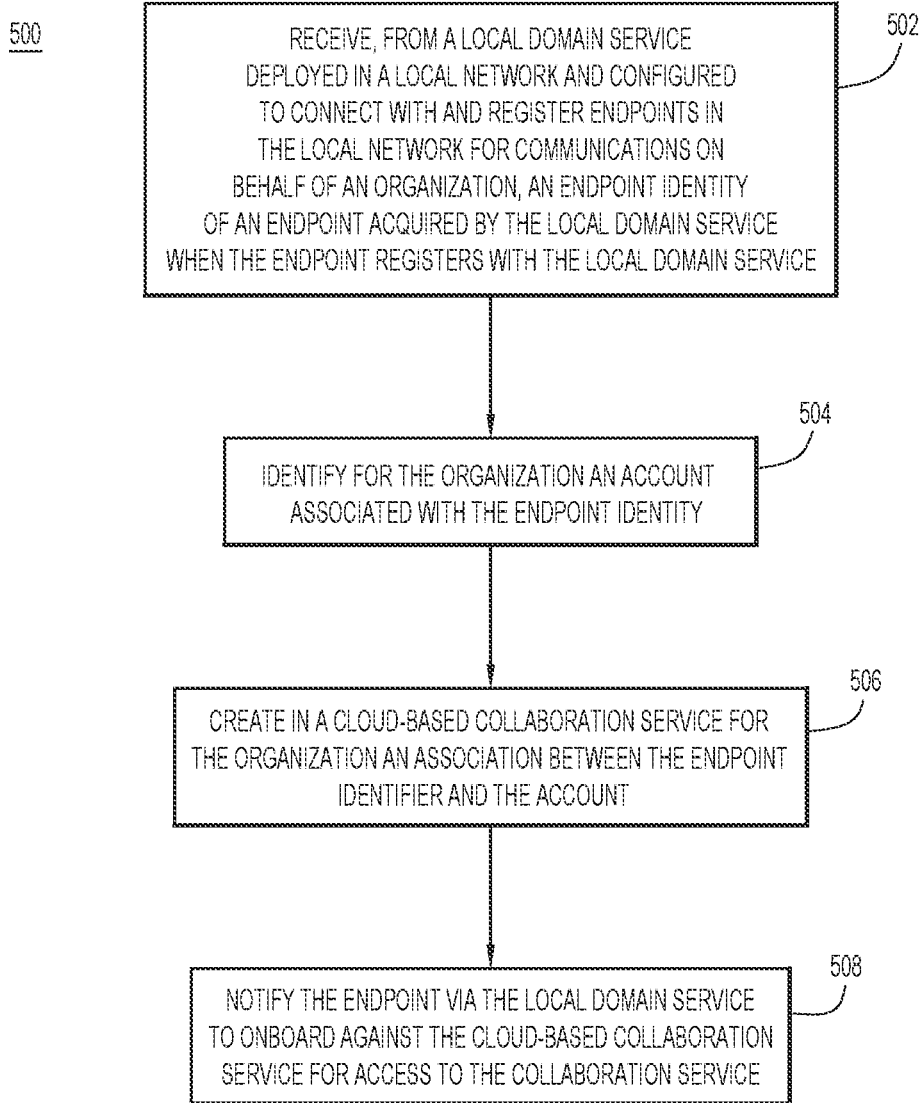 500
502
RECEIVE, FROM A LOCAL DOMAIN SERVICE
DEPLOYED IN A LOCAL NETWORK AND CONFIGURED
TO CONNECT WITH AND REGISTER ENDPOINTS IN
THE LOCAL NETWORK FOR COMMUNICATIONS ON
BEHALF OF AN ORGANIZATION, AN ENDPOINT IDENTITY
OF AN ENDPOINT ACQUIRED BY THE LOCAL DOMAIN SERVICE
WHEN THE ENDPOINT REGISTERS WITH THE LOCAL DOMAIN SERVICE
504
IDENTIFY FOR THE ORGANIZATION AN ACCOUNT
ASSOCIATED WITH THE ENDPOINT IDENTITY
506
CREATE IN A CLOUD-BASED COLLABORATION SERVICE FOR
THE ORGANIZATION AN ASSOCIATION BETWEEN THE ENDPOINT
IDENTIFIER AND THE ACCOUNT
508
NOTIFY THE ENDPOINT VIA THE LOCAL DOMAIN SERVICE
TO ONBOARD AGAINST THE CLOUD-BASED COLLABORATION
SERVICE FOR ACCESS TO THE COLLABORATION SERVICE